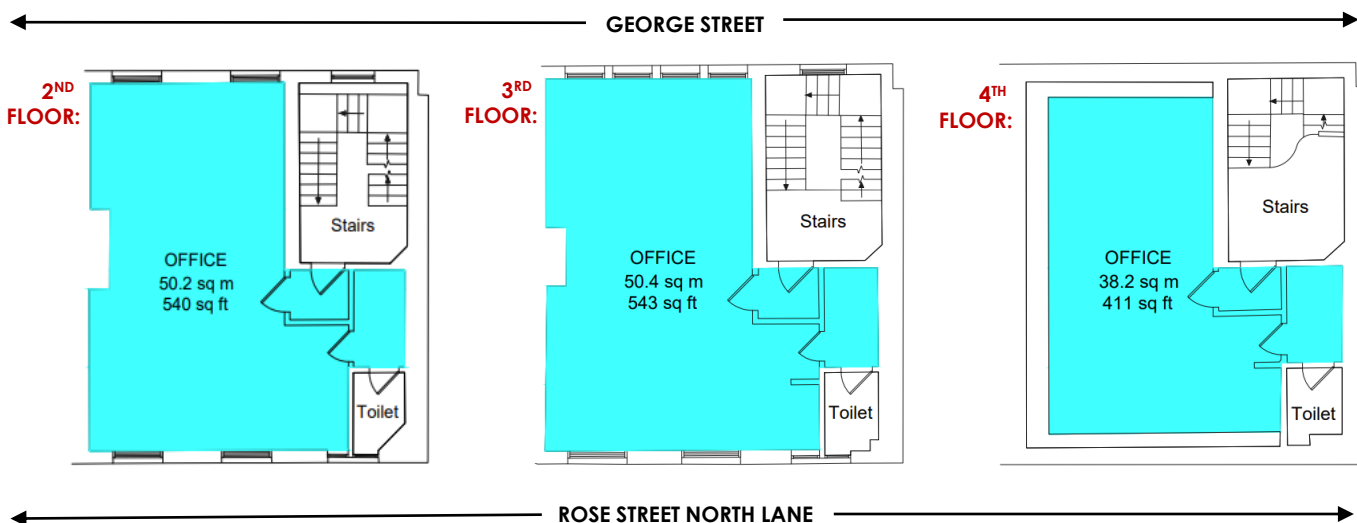 GEORGE STREET
2ND
FLOOR:
Stairs
OFFICE
50.2 sq m
540 sq ft
Toilet
3RD
FLOOR:
Stairs
OFFICE
50.4 sq m
543 sq ft
Toilet
4TH
FLOOR:
Stairs
OFFICE
38.2 sq m
411 sq ft
Toilet
ROSE STREET NORTH LANE